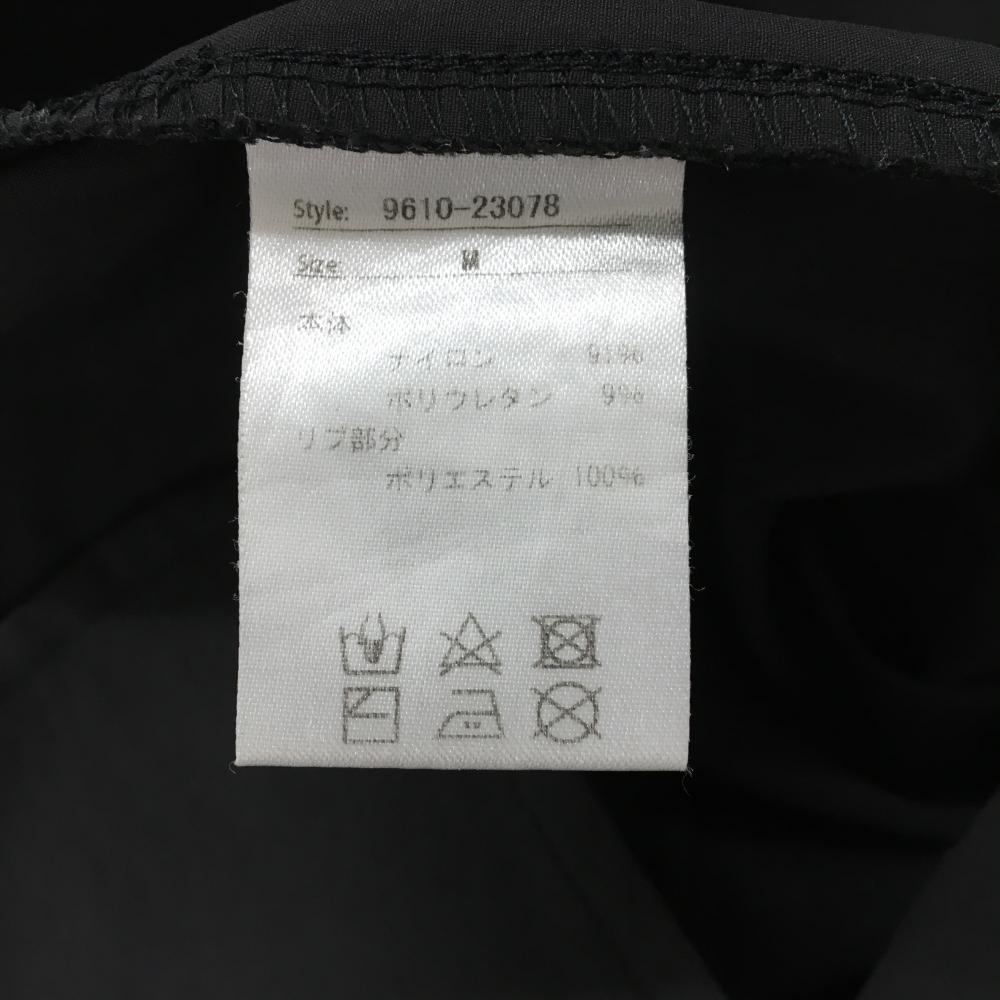 Style: 9610-23078
Size: M
本体
ナイロン 91%
ポリウレタン 9%
リブ部分
ポリエステル 100%